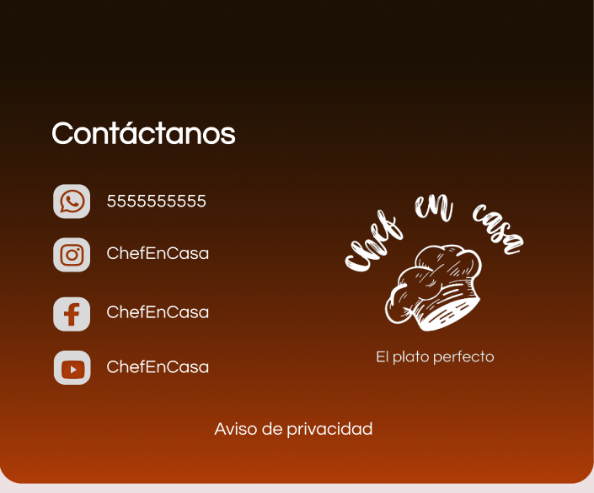 Contáctanos
5555555555
ChefEnCasa
ChefEnCasa
ChefEnCasa
chef en casa
El plato perfecto
Aviso de privacidad